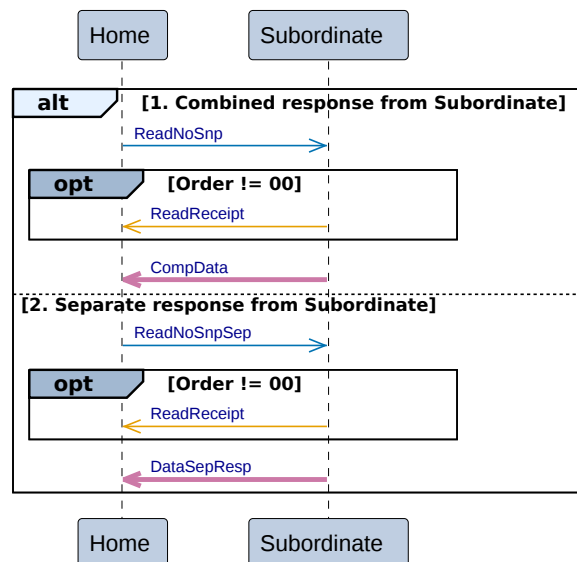 Home Subordinate
alt [1. Combined response from Subordinate]
ReadNoSnp
opt [Order != 00]
ReadReceipt
CompData
[2. Separate response from Subordinate]
ReadNoSnpSep
opt [Order != 00]
ReadReceipt
DataSepResp
Home Subordinate